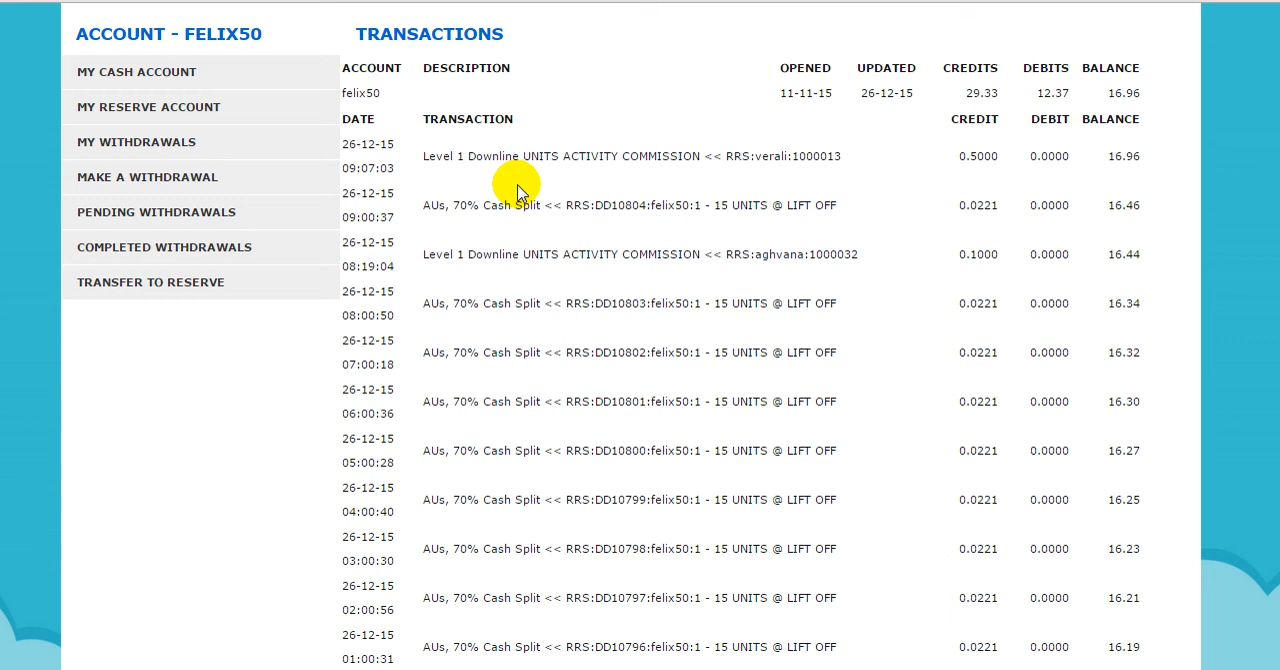 ACCOUNT - FELIX50
MY CASH ACCOUNT
MY RESERVE ACCOUNT
MY WITHDRAWALS
MAKE A WITHDRAWAL
PENDING WITHDRAWALS
COMPLETED WITHDRAWALS
TRANSFER TO RESERVE
TRANSACTIONS
ACCOUNT DESCRIPTION OPENED UPDATED CREDITS DEBITS BALANCE
felix50 11-11-15 26-12-15 29.33 12.37 16.96
DATE TRANSACTION CREDIT DEBIT BALANCE
26-12-15
Level 1 Downline UNITS ACTIVITY COMMISSION << RRS:verali:1000013 0.5000 0.0000 16.96
09:07:03
26-12-15
AUs, 70% Cash Split << RRS:DD10804:felix50:1 - 15 UNITS @ LIFT OFF 0.0221 0.0000 16.46
09:00:37
26-12-15
Level 1 Downline UNITS ACTIVITY COMMISSION << RRS:aghvana:1000032 0.1000 0.0000 16.44
08:19:04
26-12-15
AUs, 70% Cash Split << RRS:DD10803:felix50:1 - 15 UNITS @ LIFT OFF 0.0221 0.0000 16.34
08:00:50
26-12-15
AUs, 70% Cash Split << RRS:DD10802:felix50:1 - 15 UNITS @ LIFT OFF 0.0221 0.0000 16.32
07:00:18
26-12-15
AUs, 70% Cash Split << RRS:DD10801:felix50:1 - 15 UNITS @ LIFT OFF 0.0221 0.0000 16.30
06:00:36
26-12-15
AUs, 70% Cash Split << RRS:DD10800:felix50:1 - 15 UNITS @ LIFT OFF 0.0221 0.0000 16.27
05:00:28
26-12-15
AUs, 70% Cash Split << RRS:DD10799:felix50:1 - 15 UNITS @ LIFT OFF 0.0221 0.0000 16.25
04:00:40
26-12-15
AUs, 70% Cash Split << RRS:DD10798:felix50:1 - 15 UNITS @ LIFT OFF 0.0221 0.0000 16.23
03:00:30
26-12-15
AUs, 70% Cash Split << RRS:DD10797:felix50:1 - 15 UNITS @ LIFT OFF 0.0221 0.0000 16.21
02:00:56
26-12-15
AUs, 70% Cash Split << RRS:DD10796:felix50:1 - 15 UNITS @ LIFT OFF 0.0221 0.0000 16.19
01:00:31